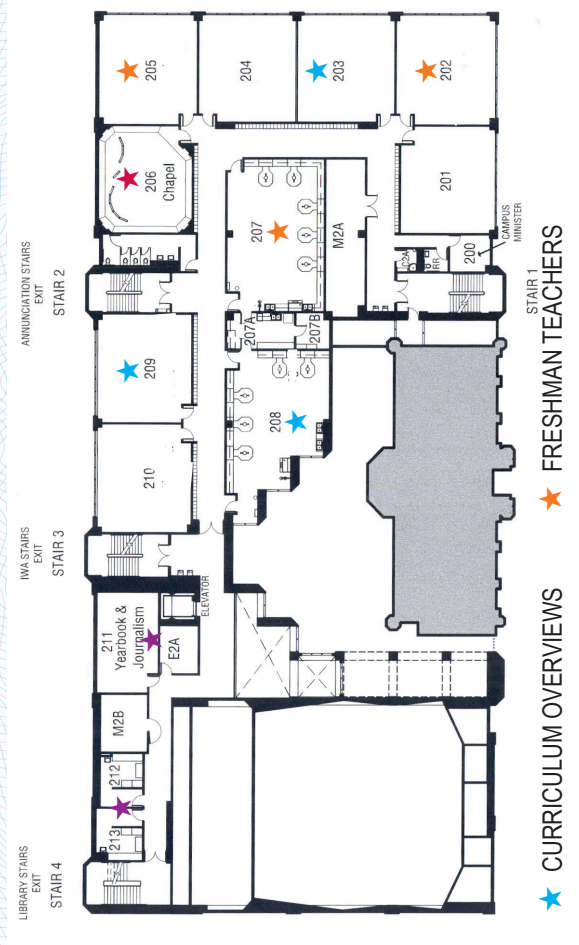 LIBRARY STAIRS
EXIT
STAIR 4
IWA STAIRS
EXIT
STAIR 3
ANNUNCIATION STAIRS
EXIT
STAIR 2
213
212
M2B
211
Yearbook &
Journalism
E2A
ELEVATOR
210
209
206
Chapel
205
204
203
202
201
207
207A
207B
208
M2A
C2A
RR
200
CAMPUS
MINISTER
STAIR 1
CURRICULUM OVERVIEWS
FRESHMAN TEACHERS